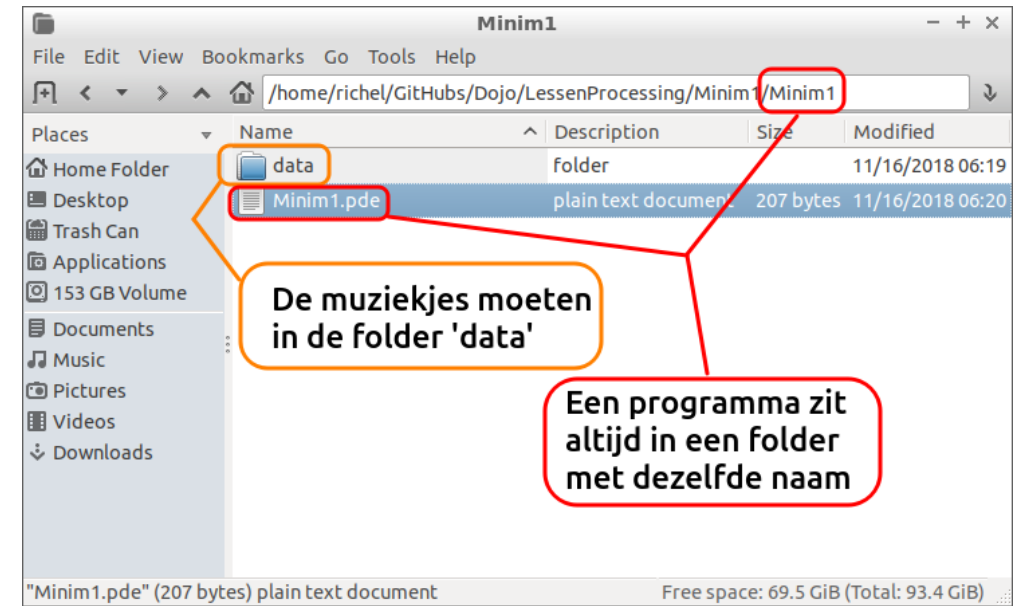 Minim1
File Edit View Bookmarks Go Tools Help
/home/richel/GitHubs/Dojo/LessenProcessing/Minim1/Minim1
Places
Name Description Size Modified
Home Folder
data folder 11/16/2018 06:19
Desktop
Minim1.pde plain text document 207 bytes 11/16/2018 06:20
Trash Can
Applications
153 GB Volume
Documents
Music
Pictures
Videos
Downloads
De muziekjes moeten
in de folder 'data'
Een programma zit
altijd in een folder
met dezelfde naam
"Minim1.pde" (207 bytes) plain text document Free space: 69.5 GiB (Total: 93.4 GiB)